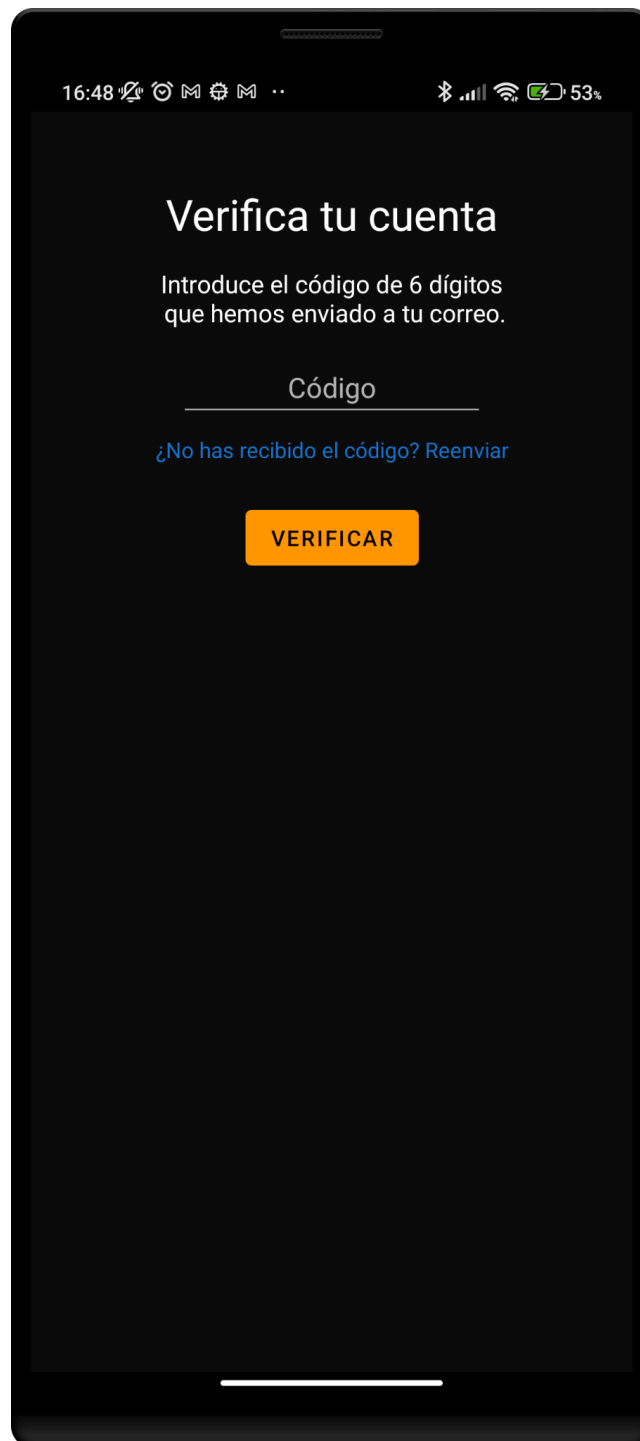 16:48 53%
Verifica tu cuenta
Introduce el código de 6 dígitos
que hemos enviado a tu correo.
Código
¿No has recibido el código? Reenviar
VERIFICAR